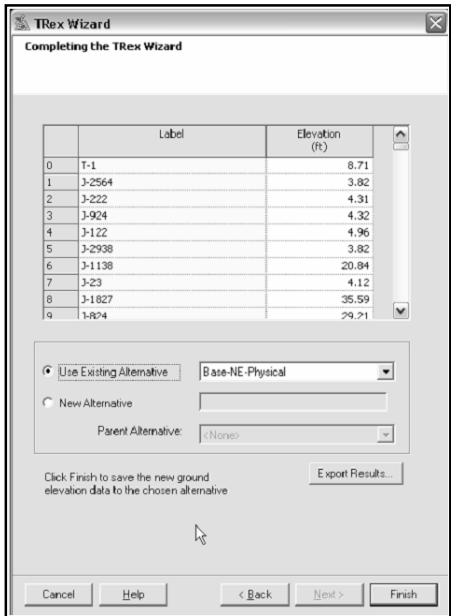 TRex Wizard
Completing the TRex Wizard
Label Elevation (ft)
0 T-1 8.71
1 J-2564 3.82
2 J-222 4.31
3 J-924 4.32
4 J-122 4.96
5 J-2938 3.82
6 J-1138 20.84
7 J-23 4.12
8 J-1827 35.59
9 J-824 29.21
Use Existing Alternative Base-NE-Physical
New Alternative
Parent Alternative: <None>
Click Finish to save the new ground
elevation data to the chosen alternative
Export Results...
Cancel Help < Back Next > Finish